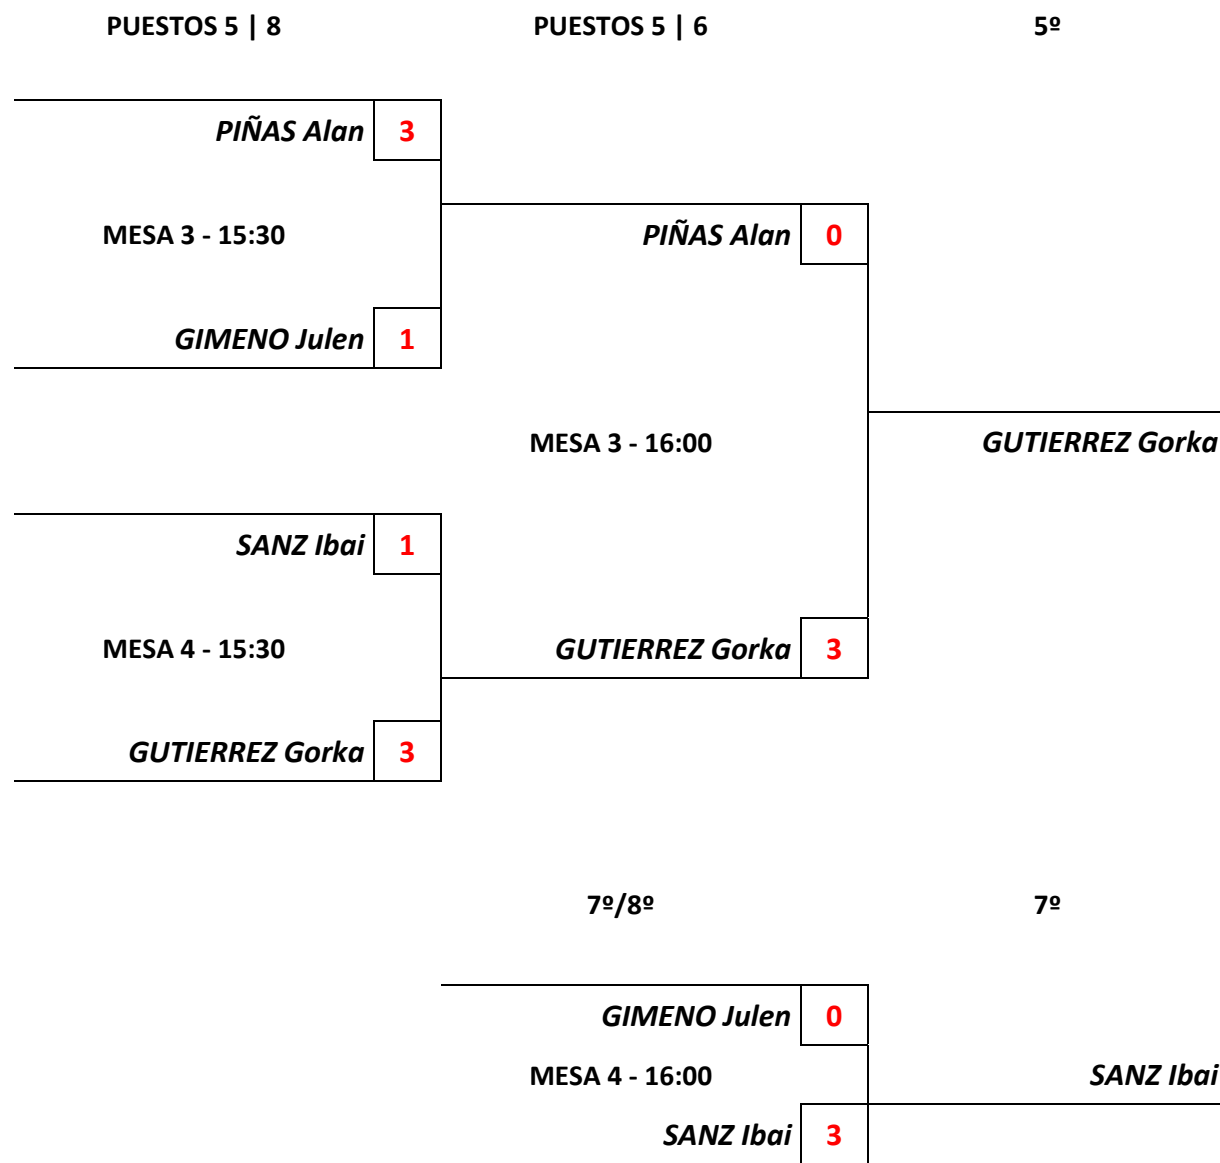 PUESTOS 5 | 8 PUESTOS 5 | 6 5º
PIÑAS Alan 3
MESA 3 - 15:30 PIÑAS Alan 0
GIMENO Julen 1
MESA 3 - 16:00 GUTIERREZ Gorka
SANZ Ibai 1
MESA 4 - 15:30 GUTIERREZ Gorka 3
GUTIERREZ Gorka 3
7º/8º 7º
GIMENO Julen 0
MESA 4 - 16:00 SANZ Ibai
SANZ Ibai 3